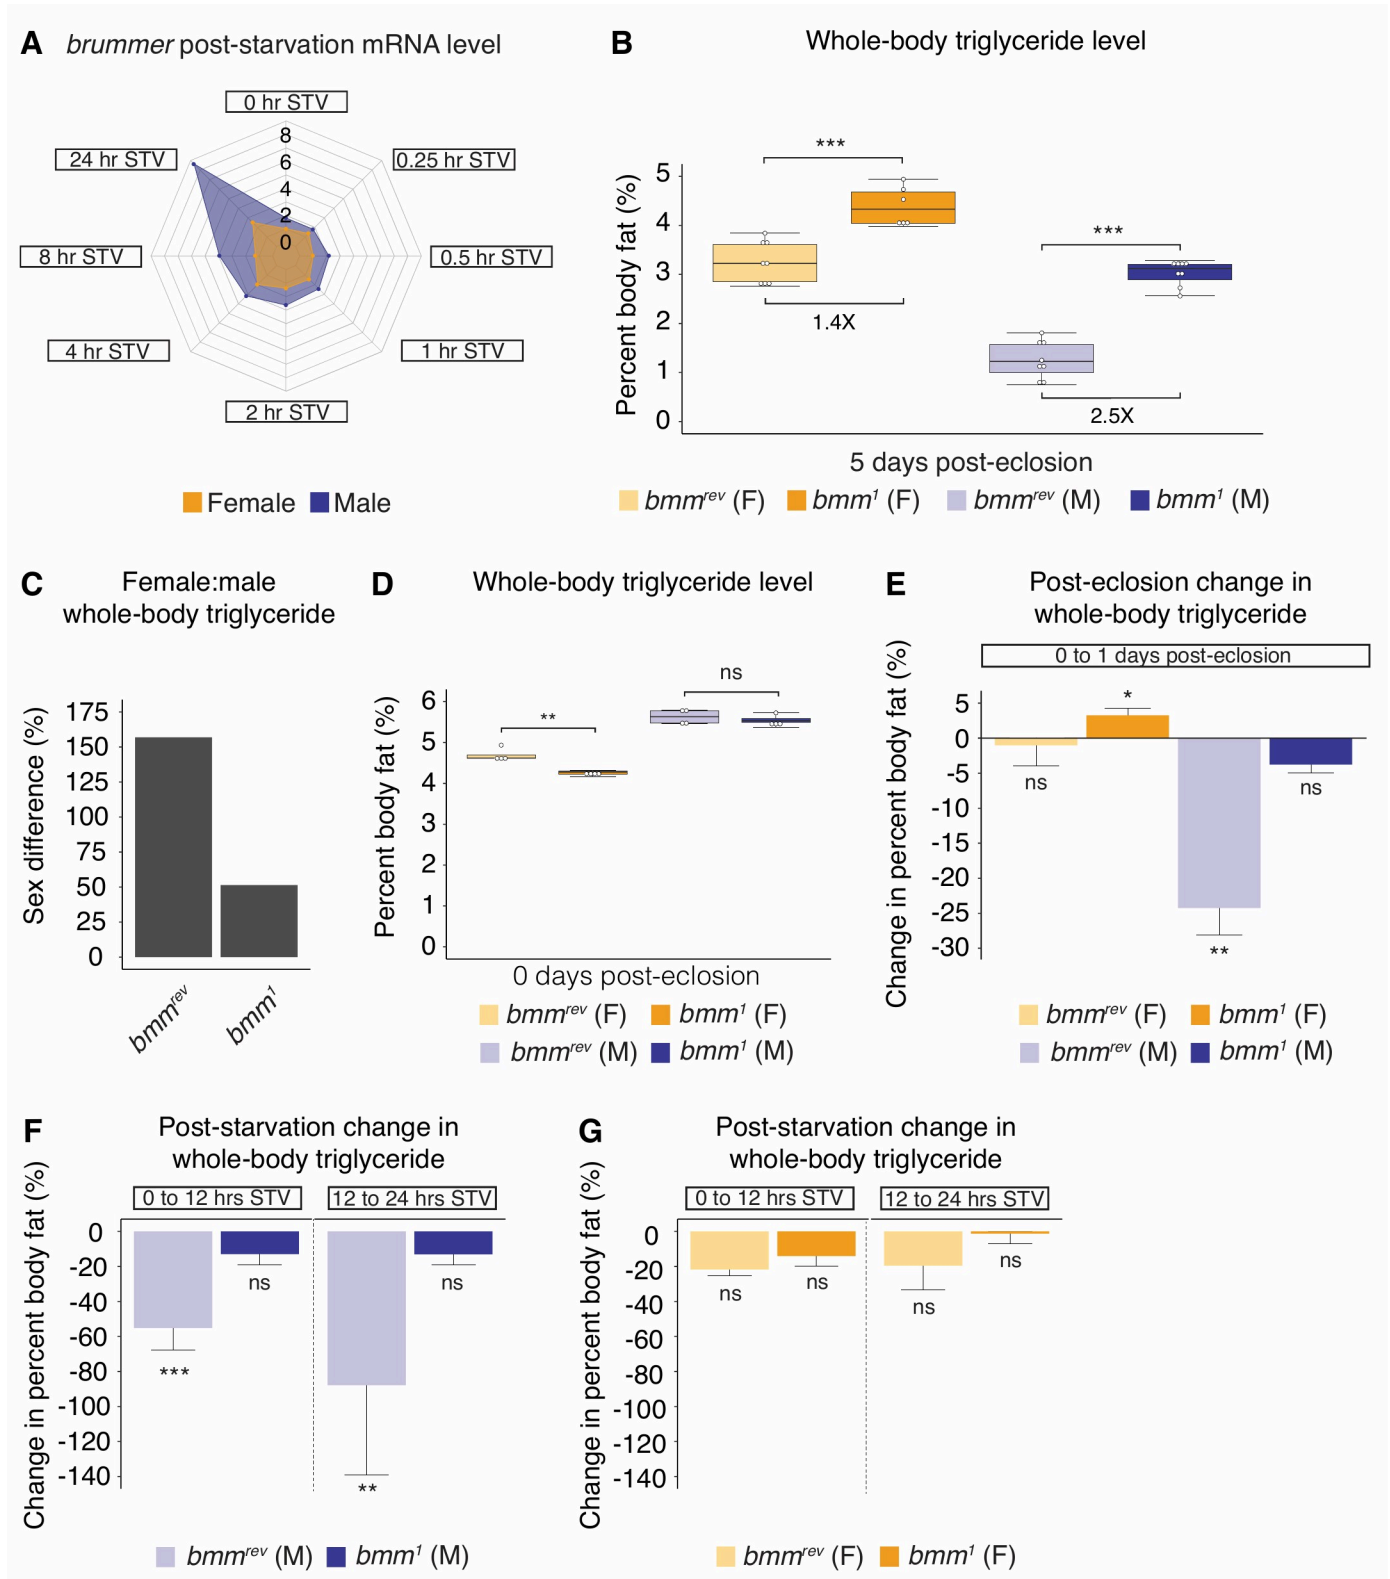 A brummer post-starvation mRNA level
0 hr STV
24 hr STV
0.25 hr STV
8
6
4
2
0
8 hr STV
0.5 hr STV
4 hr STV
1 hr STV
2 hr STV
Female Male
B Whole-body triglyceride level
Percent body fat (%)
5
4
3
2
1
0
***
1.4X
***
2.5X
5 days post-eclosion
bmmrev (F) bmm1 (F) bmmrev (M) bmm1 (M)
C Female:male
whole-body triglyceride
Sex difference (%)
175
150
125
100
75
50
25
0
bmmrev
bmm1
D Whole-body triglyceride level
Percent body fat (%)
6
5
4
3
2
1
0
**
ns
0 days post-eclosion
bmmrev (F) bmm1 (F)
bmmrev (M) bmm1 (M)
E Post-eclosion change in
whole-body triglyceride
0 to 1 days post-eclosion
Change in percent body fat (%)
5
0
-5
-10
-15
-20
-25
-30
ns
*
**
ns
bmmrev (F) bmm1 (F)
bmmrev (M) bmm1 (M)
F Post-starvation change in
whole-body triglyceride
0 to 12 hrs STV 12 to 24 hrs STV
Change in percent body fat (%)
0
-20
-40
-60
-80
-100
-120
-140
***
ns
**
ns
bmmrev (M) bmm1 (M)
G Post-starvation change in
whole-body triglyceride
0 to 12 hrs STV 12 to 24 hrs STV
Change in percent body fat (%)
0
-20
-40
-60
-80
-100
-120
-140
ns
ns
ns
ns
bmmrev (F) bmm1 (F)